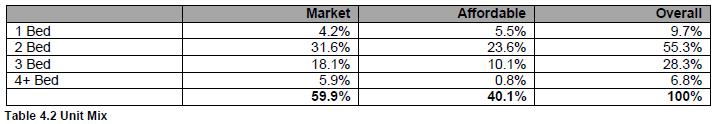 Market Affordable Overall
1 Bed 4.2% 5.5% 9.7%
2 Bed 31.6% 23.6% 55.3%
3 Bed 18.1% 10.1% 28.3%
4+ Bed 5.9% 0.8% 6.8%
59.9% 40.1% 100%
Table 4.2 Unit Mix